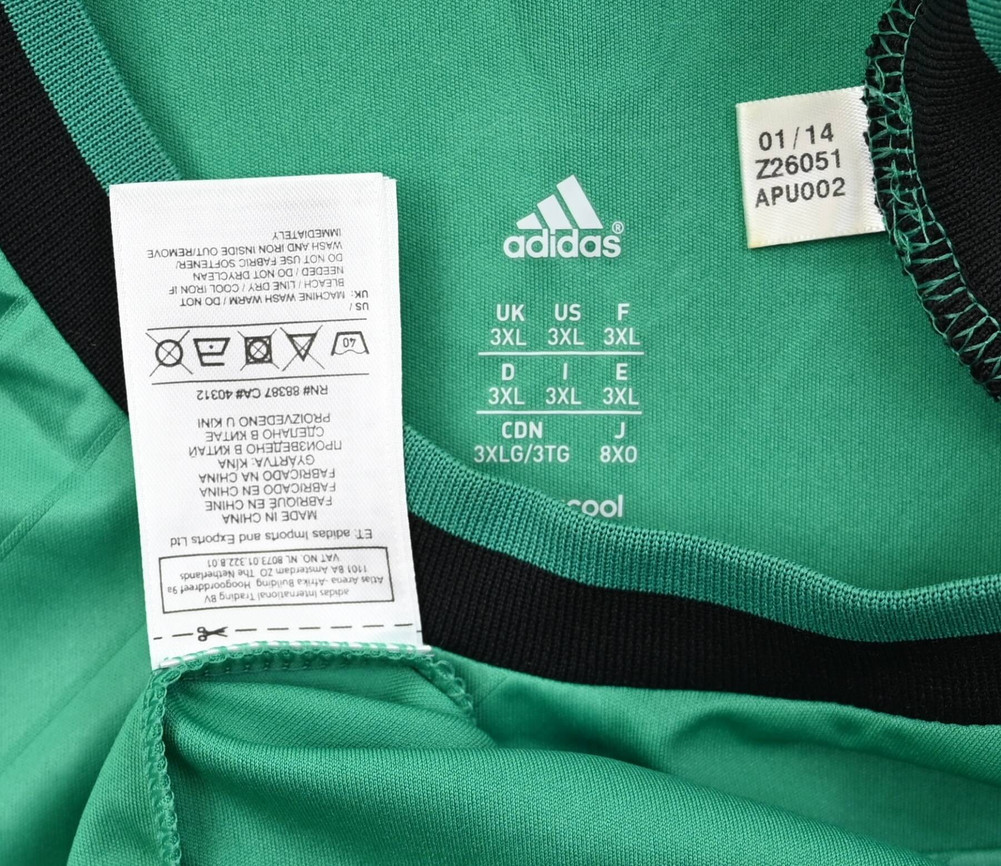 adidas®
UK US F
3XL 3XL 3XL
D I E
3XL 3XL 3XL
CDN J
3XLG/3TG 8XO
cool
01/14
Z26051
APU002
adidas International Trading BV
Atlas Arena -Afrika Building Hoogoorddreef 9a
1101 BA Amsterdam ZO The Netherlands
VAT NO. NL 8073.01.322.B.01
ET: adidas Imports and Exports Ltd
MADE IN CHINA
FABRIQUÉ EN CHINE
FABRICADO EN CHINA
FABRICADO NA CHINA
GYÁRTVA: KÍNA
ПРОИЗВЕДЕНО В КИТАЙ
СДЕЛАНО В КИТАЕ
PROIZVEDENO U KINI
RN# 88387 CA# 40312
40
US /
UK: MACHINE WASH WARM / DO NOT
BLEACH / LINE DRY / COOL IRON IF
NEEDED / DO NOT DRYCLEAN
DO NOT USE FABRIC SOFTENER/
WASH AND IRON INSIDE OUT/REMOVE
IMMEDIATELY